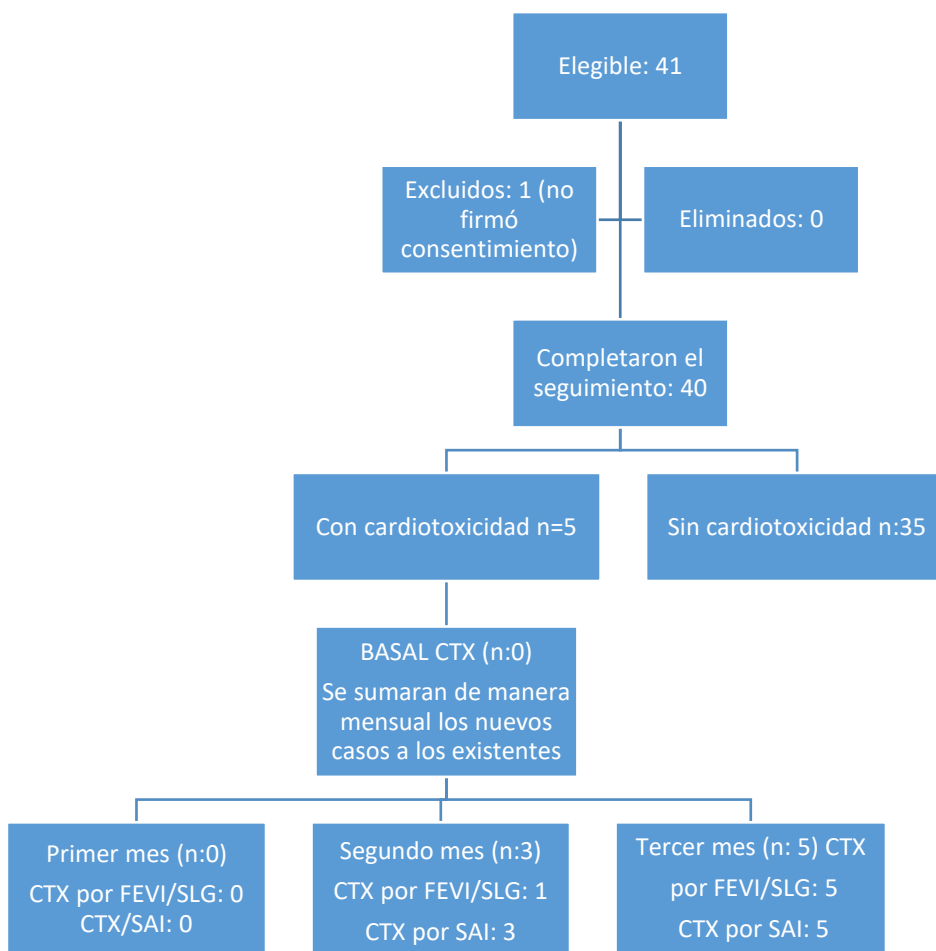 Elegible: 41
Excluidos: 1 (no
firmó
consentimiento)
Eliminados: 0
Completaron el
seguimiento: 40
Con cardiotoxicidad n=5
Sin cardiotoxicidad n:35
BASAL CTX (n:0)
Se sumaran de manera
mensual los nuevos
casos a los existentes
Primer mes (n:0)
CTX por FEVI/SLG: 0
CTX/SAI: 0
Segundo mes (n:3)
CTX por FEVI/SLG: 1
CTX por SAI: 3
Tercer mes (n: 5) CTX
por FEVI/SLG: 5
CTX por SAI: 5